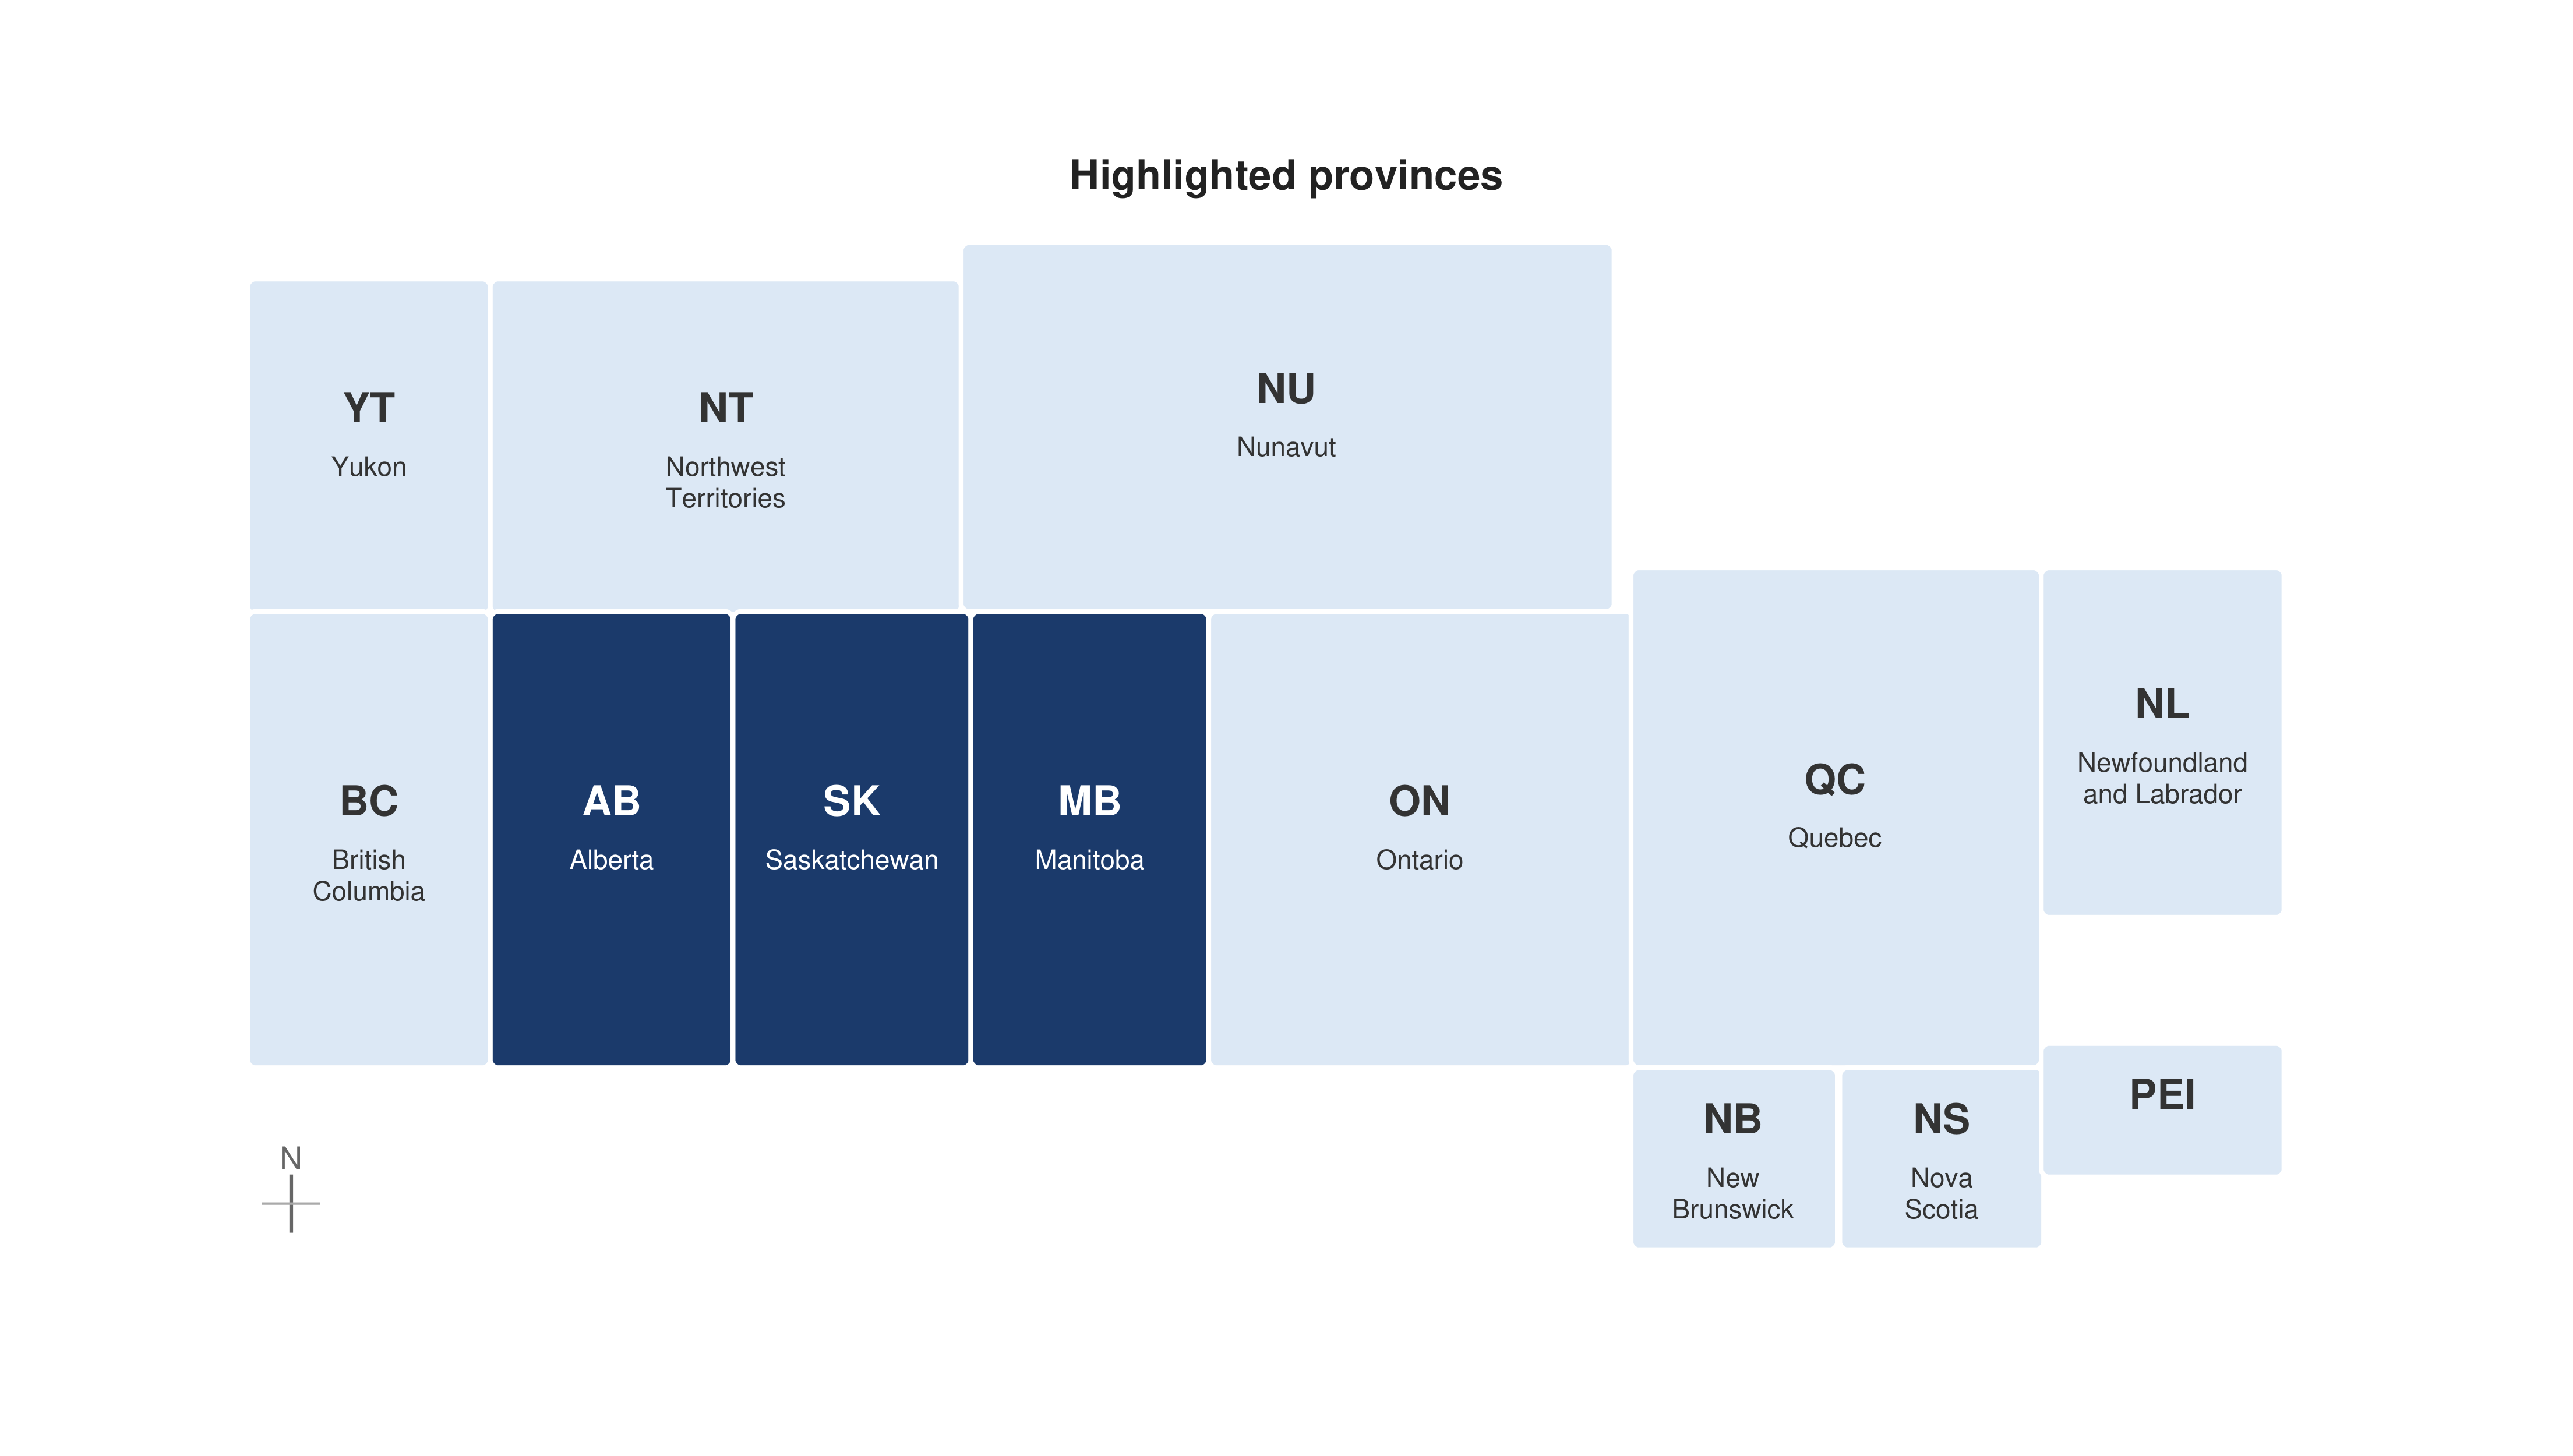 Highlighted provinces
YT
Yukon
NT
Northwest
Territories
NU
Nunavut
BC
British
Columbia
AB
Alberta
SK
Saskatchewan
MB
Manitoba
ON
Ontario
QC
Quebec
NL
Newfoundland
and Labrador
NB
New
Brunswick
NS
Nova
Scotia
PEI
N